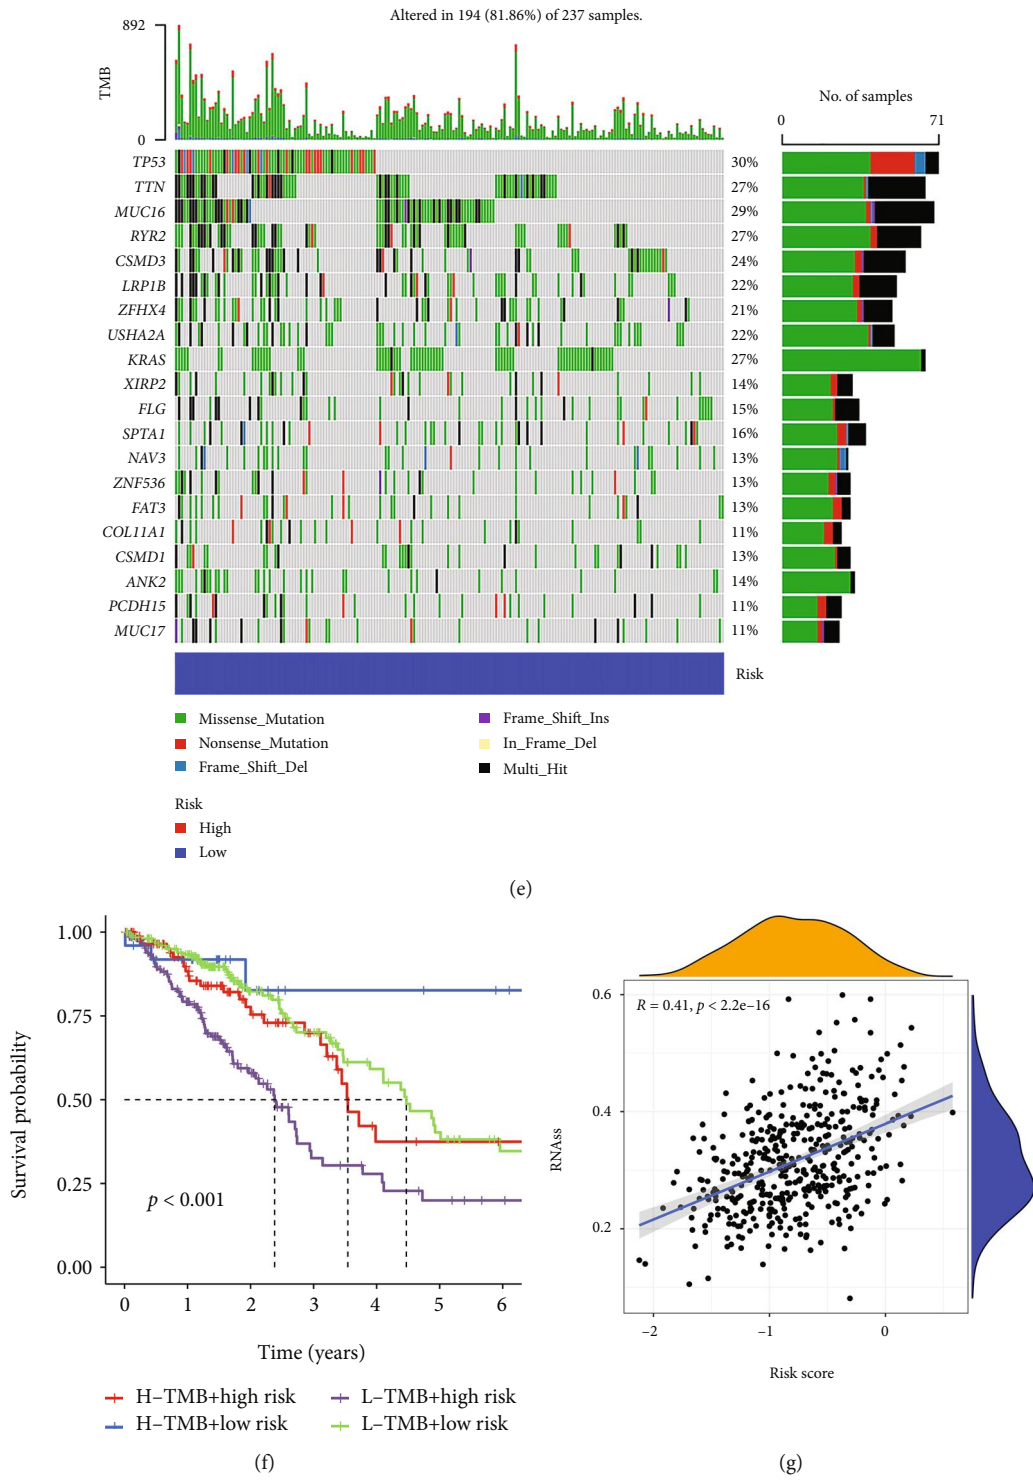 Altered in 194 (81.86%) of 237 samples.
892
TMB
0
No. of samples
0 71
TP53 30%
TTN 27%
MUC16 29%
RYR2 27%
CSMD3 24%
LRP1B 22%
ZFHX4 21%
USHA2A 22%
KRAS 27%
XIRP2 14%
FLG 15%
SPTA1 16%
NAV3 13%
ZNF536 13%
FAT3 13%
COL11A1 11%
CSMD1 13%
ANK2 14%
PCDH15 11%
MUC17 11%
Risk
Missense_Mutation
Nonsense_Mutation
Frame_Shift_Del
Frame_Shift_Ins
In_Frame_Del
Multi_Hit
Risk
High
Low
(e)
Survival probability
1.00
0.75
0.50
0.25
0.00
p < 0.001
0 1 2 3 4 5 6
Time (years)
H–TMB+high risk
H–TMB+low risk
L–TMB+high risk
L–TMB+low risk
(f)
R = 0.41, p < 2.2e−16
RNAss
0.6
0.4
0.2
–2 –1 0
Risk score
(g)